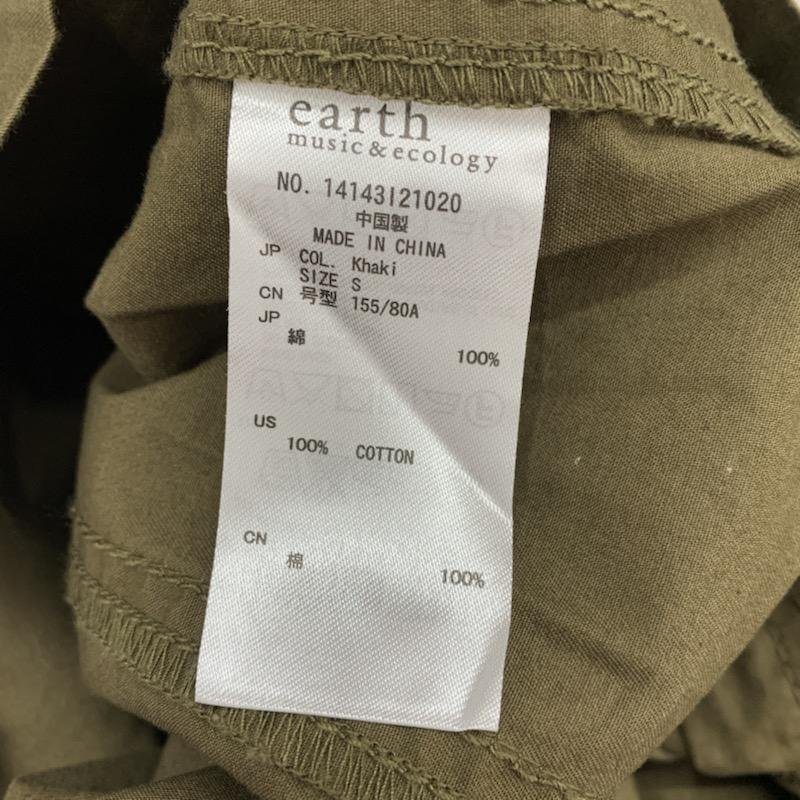 earth
music & ecology
NO. 14143I21020
中国製
MADE IN CHINA
JP COL. Khaki
SIZE S
CN 号型 155/80A
JP
綿 100%
US
100% COTTON
CN
棉 100%